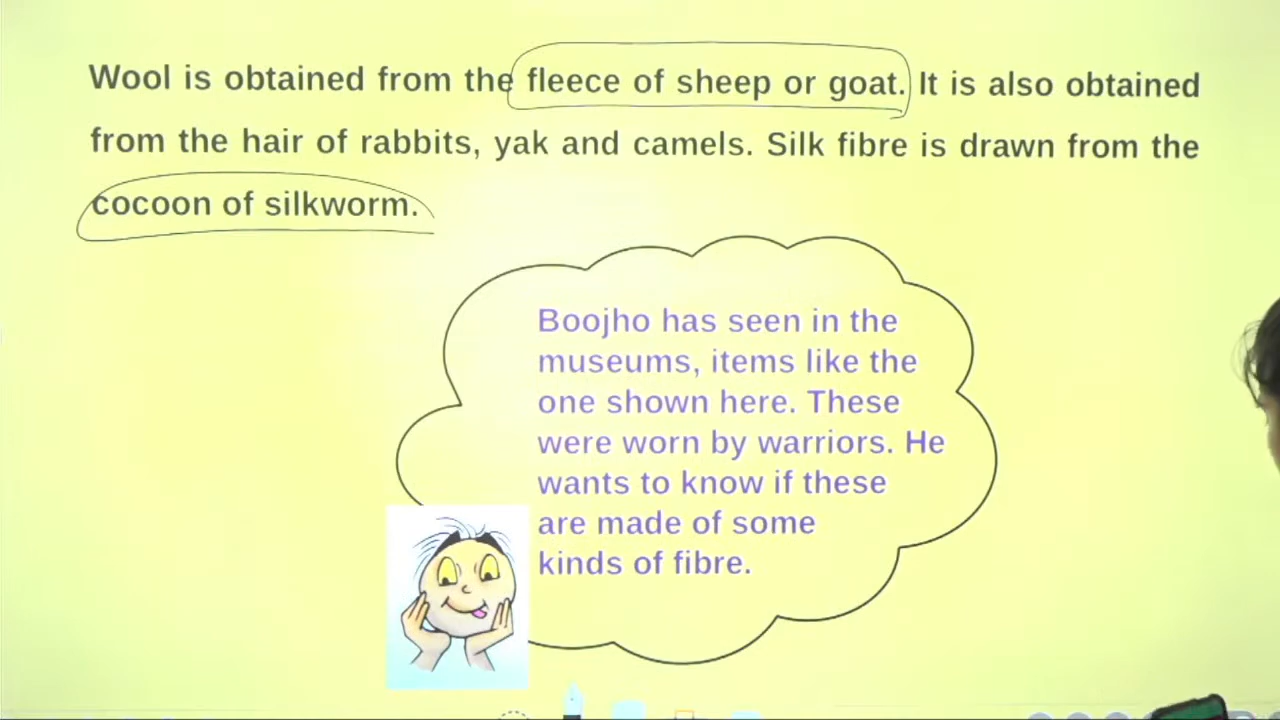 Wool is obtained from the fleece of sheep or goat. It is also obtained
from the hair of rabbits, yak and camels. Silk fibre is drawn from the
cocoon of silkworm.
Boojho has seen in the
museums, items like the
one shown here. These
were worn by warriors. He
wants to know if these
are made of some
kinds of fibre.